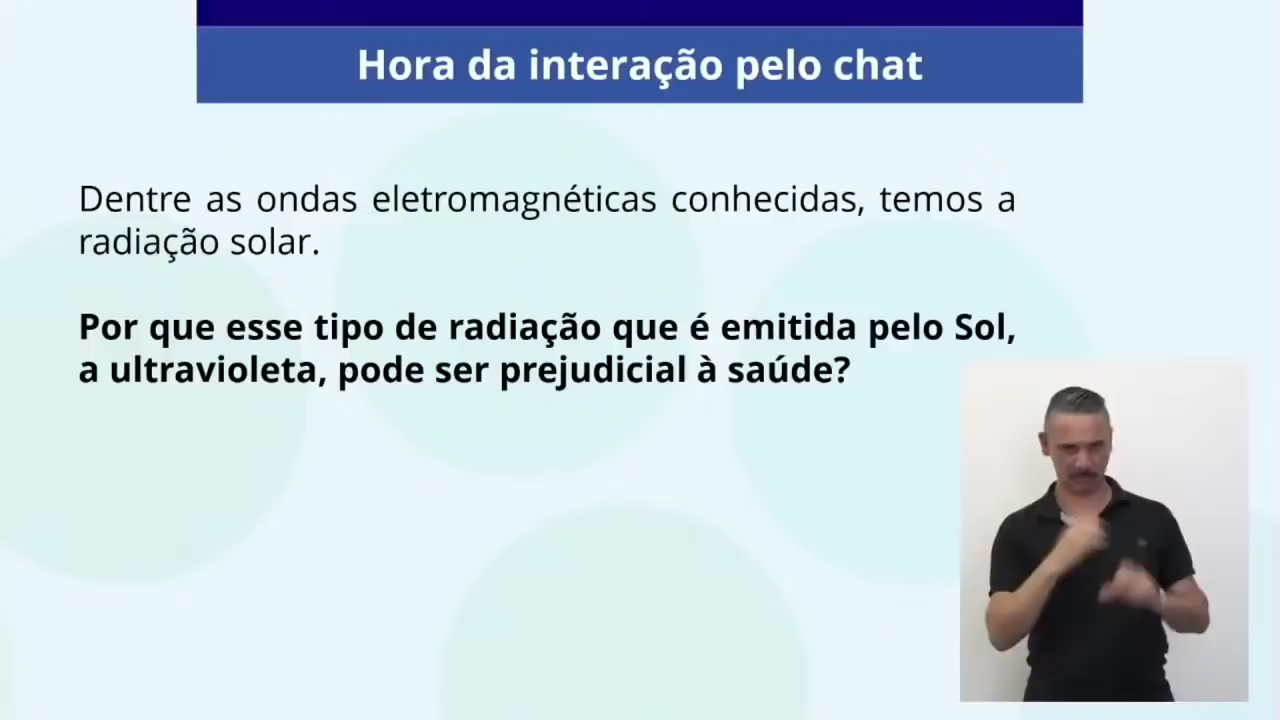 Hora da interação pelo chat
Dentre as ondas eletromagnéticas conhecidas, temos a
radiação solar.
Por que esse tipo de radiação que é emitida pelo Sol,
a ultravioleta, pode ser prejudicial à saúde?